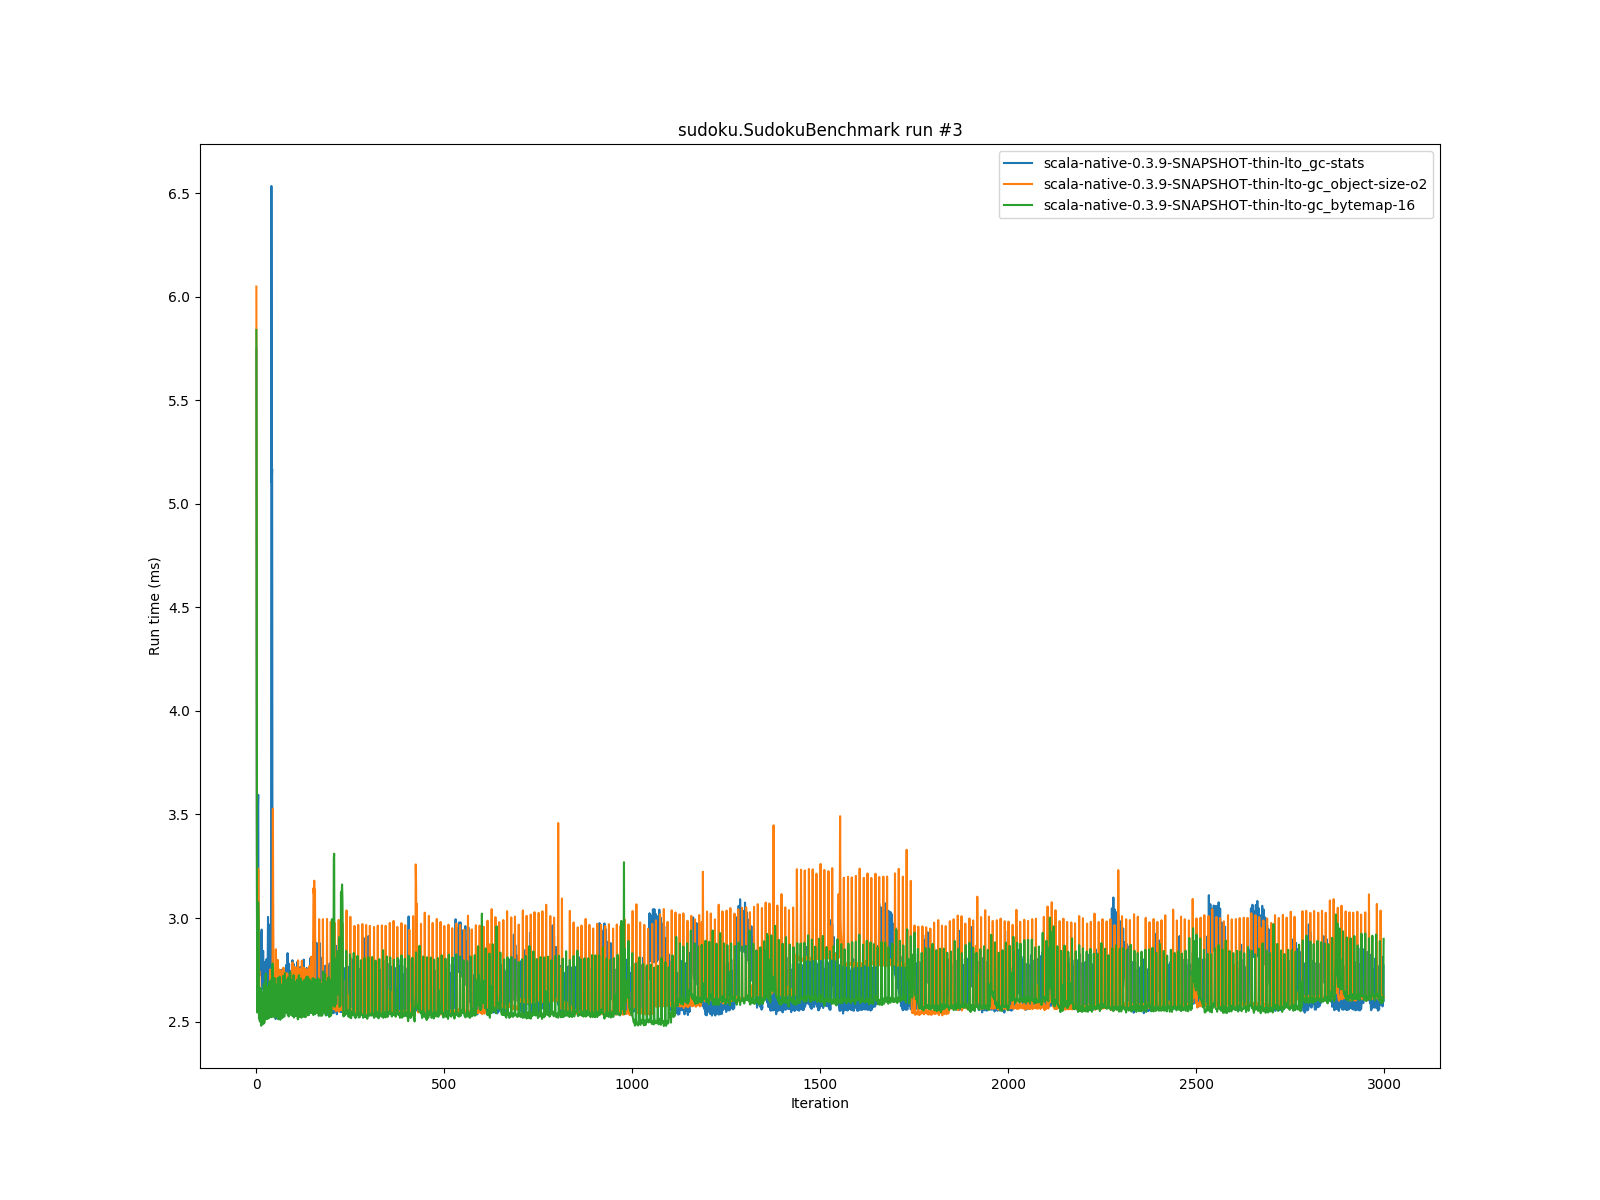 sudoku.SudokuBenchmark run #3
scala-native-0.3.9-SNAPSHOT-thin-lto_gc-stats
scala-native-0.3.9-SNAPSHOT-thin-lto-gc_object-size-o2
scala-native-0.3.9-SNAPSHOT-thin-lto-gc_bytemap-16
6.5
6.0
5.5
5.0
4.5
4.0
3.5
3.0
2.5
Run time (ms)
0 500 1000 1500 2000 2500 3000
Iteration